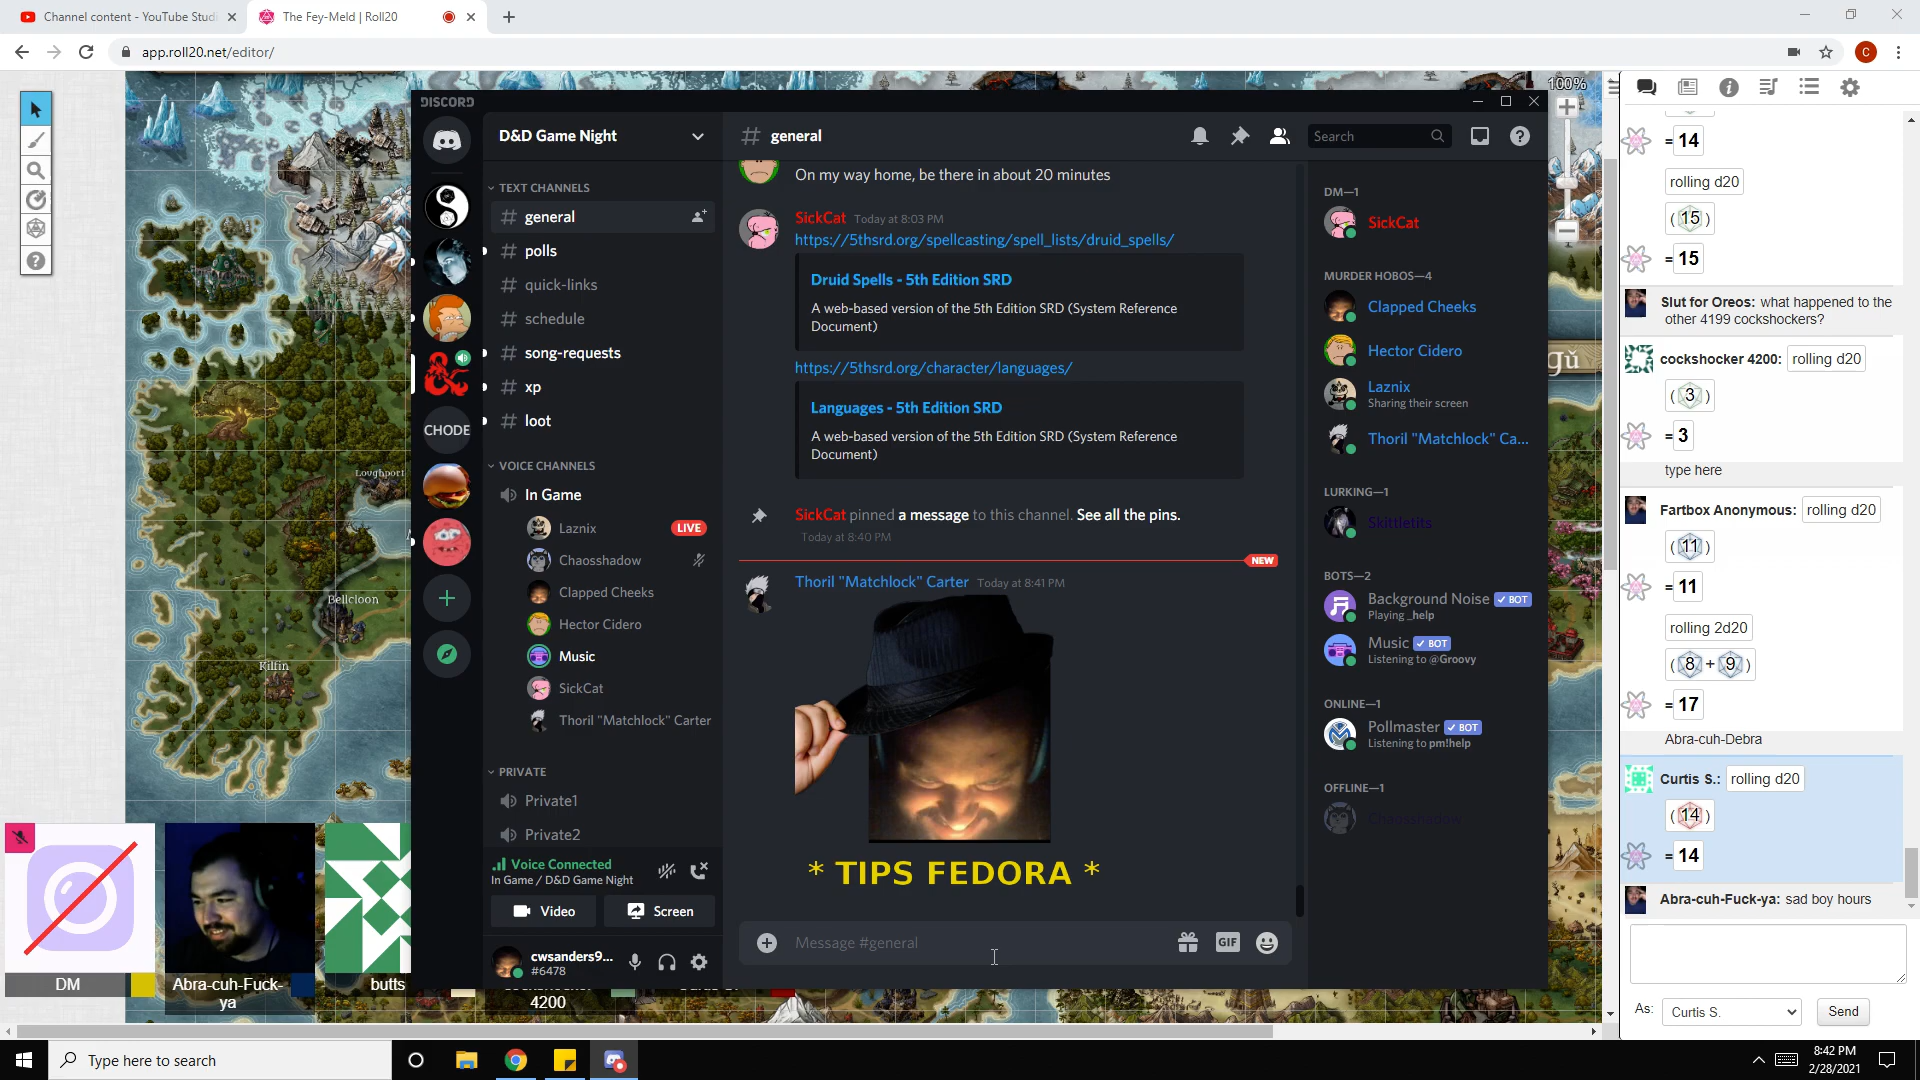 Channel content - YouTube Studi
The Fey-Meld | Roll20
app.roll20.net/editor/
C
100%
DISCORD
D&D Game Night
TEXT CHANNELS
general
polls
quick-links
schedule
song-requests
xp
loot
CHODE
VOICE CHANNELS
In Game
Laznix
LIVE
Chaosshadow
Clapped Cheeks
Hector Cidero
Music
SickCat
Thoril "Matchlock" Carter
PRIVATE
Private1
Private2
Voice Connected
In Game / D&D Game Night
Video
Screen
cwsanders9...
#6478
# general
Search
On my way home, be there in about 20 minutes
SickCat Today at 8:03 PM
https://5thsrd.org/spellcasting/spell_lists/druid_spells/
Druid Spells - 5th Edition SRD
A web-based version of the 5th Edition SRD (System Reference
Document)
https://5thsrd.org/character/languages/
Languages - 5th Edition SRD
A web-based version of the 5th Edition SRD (System Reference
Document)
SickCat pinned a message to this channel. See all the pins.
Today at 8:40 PM
NEW
Thoril "Matchlock" Carter Today at 8:41 PM
* TIPS FEDORA *
Message #general
GIF
DM—1
SickCat
MURDER HOBOS—4
Clapped Cheeks
Hector Cidero
Laznix
Sharing their screen
Thoril "Matchlock" Ca...
LURKING—1
Skittletits
BOTS—2
Background Noise ✓ BOT
Playing _help
Music ✓ BOT
Listening to @Groovy
ONLINE—1
Pollmaster ✓ BOT
Listening to pm!help
OFFLINE—1
Chaosshadow
Loughport
Bellcloon
Kilfin
gŭ
DM
Abra-cuh-Fuck-
ya
butts
4200
=14
rolling d20
(15)
=15
Slut for Oreos: what happened to the
other 4199 cockshockers?
cockshocker 4200: rolling d20
(3)
=3
type here
Fartbox Anonymous: rolling d20
(11)
=11
rolling 2d20
(8+9)
=17
Abra-cuh-Debra
Curtis S.: rolling d20
(14)
=14
Abra-cuh-Fuck-ya: sad boy hours
As: Curtis S.
Send
Type here to search
8:42 PM
2/28/2021